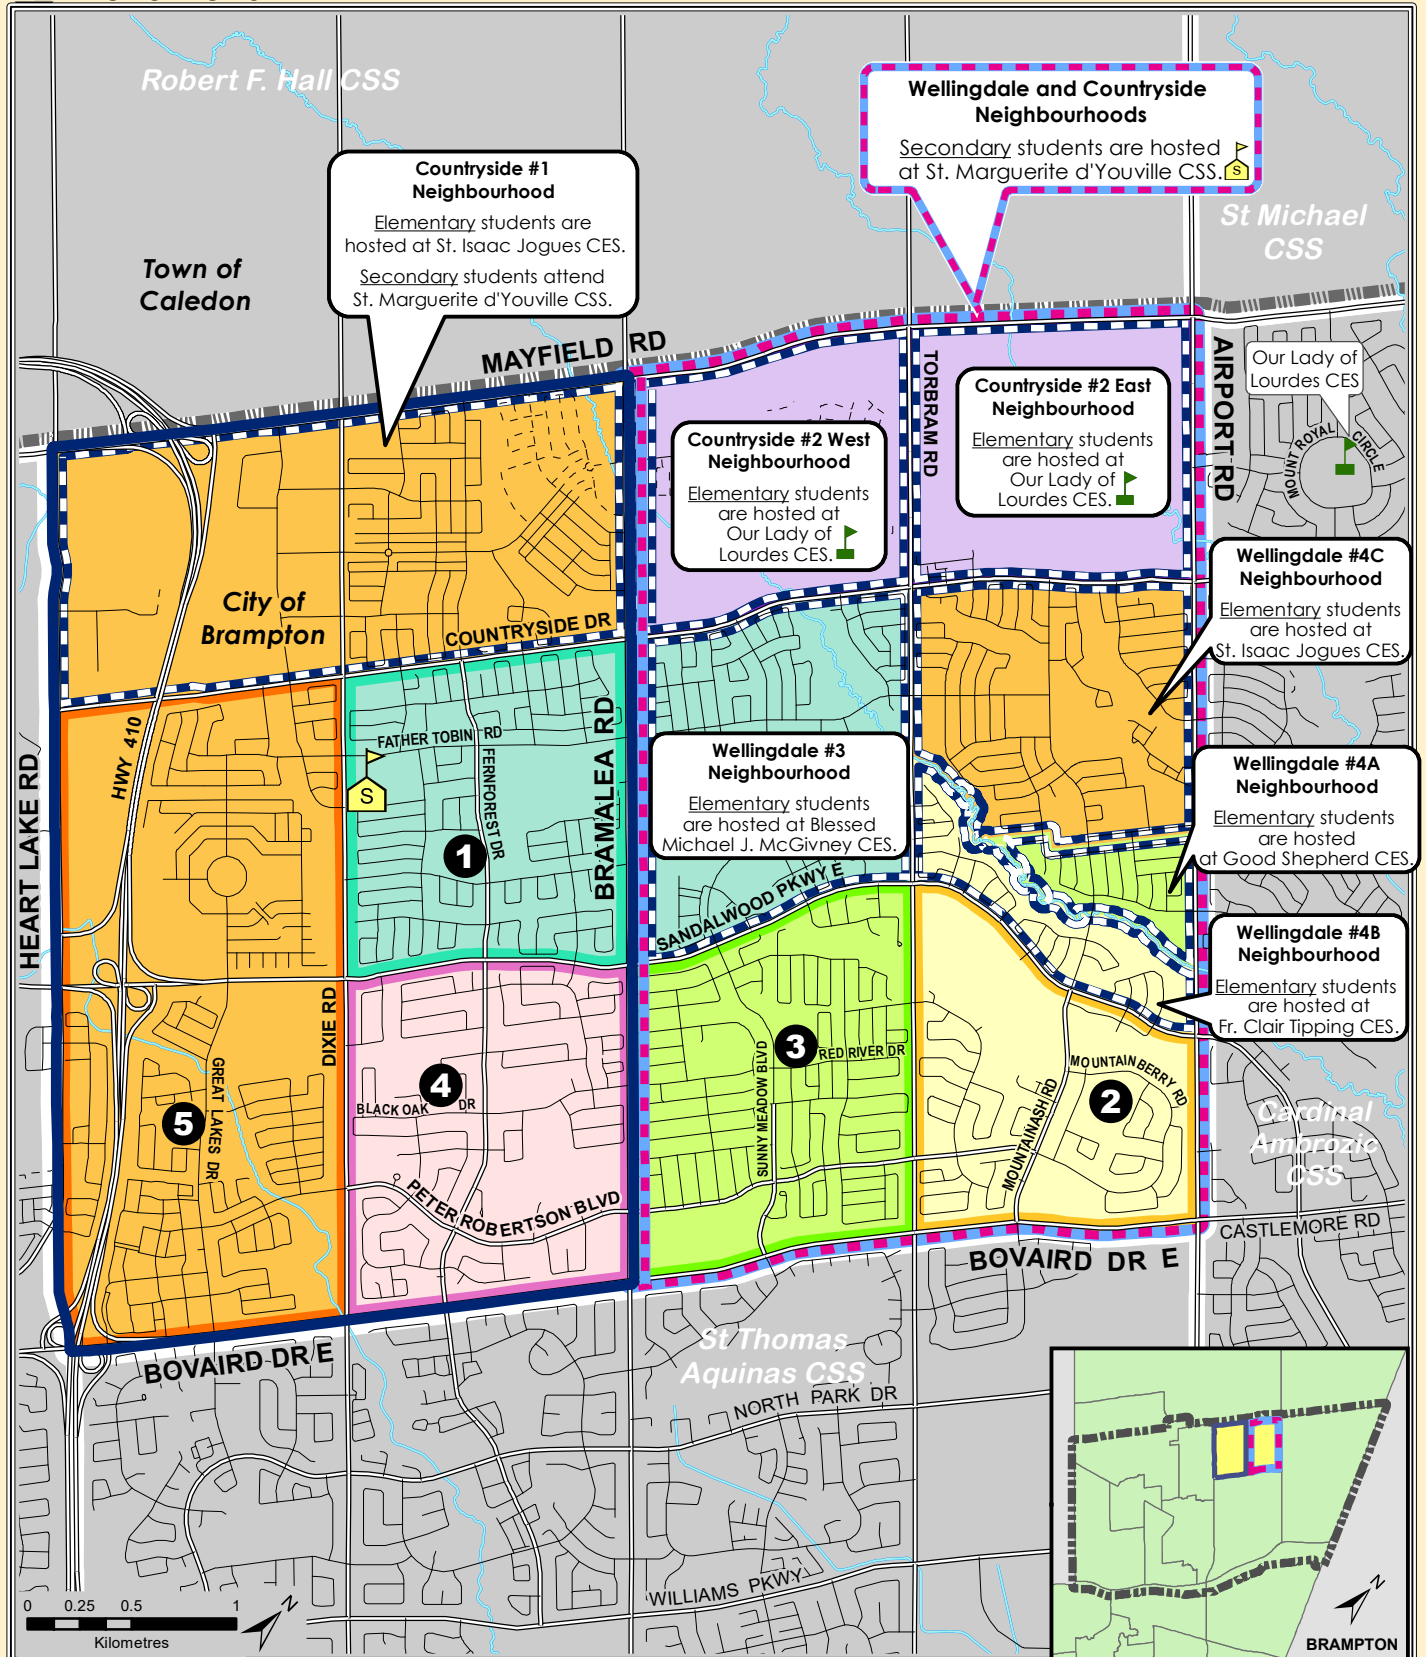 Robert F. Hall CSS
Wellingdale and Countryside
Neighbourhoods
Secondary students are hosted
at St. Marguerite d'Youville CSS.
S
Countryside #1
Neighbourhood
Elementary students are
hosted at St. Isaac Jogues CES.
Secondary students attend
St. Marguerite d'Youville CSS.
St Michael
CSS
Town of
Caledon
MAYFIELD RD
TORBRAM RD
AIRPORT RD
Our Lady of
Lourdes CES
MOUNT ROYAL CIRCLE
Countryside #2 East
Neighbourhood
Elementary students
are hosted at
Our Lady of
Lourdes CES.
Countryside #2 West
Neighbourhood
Elementary students
are hosted at
Our Lady of
Lourdes CES.
Wellingdale #4C
Neighbourhood
Elementary students
are hosted at
St. Isaac Jogues CES.
City of
Brampton
COUNTRYSIDE DR
HWY 410
FATHER TOBIN RD
FERNFOREST DR
BRAMALEA RD
S
1
HEART LAKE RD
Wellingdale #3
Neighbourhood
Elementary students
are hosted at Blessed
Michael J. McGivney CES.
Wellingdale #4A
Neighbourhood
Elementary students
are hosted
at Good Shepherd CES.
SANDALWOOD PKWY E
Wellingdale #4B
Neighbourhood
Elementary students
are hosted at
Fr. Clair Tipping CES.
DIXIE RD
GREAT LAKES DR
5
4
BLACK OAK DR
PETER ROBERTSON BLVD
SUNNY MEADOW BLVD
3
RED RIVER DR
MOUNTAINASH RD
MOUNTAIN BERRY RD
2
Cardinal
Ambrozic
CSS
CASTLEMORE RD
BOVAIRD DR E
BOVAIRD DR E
St Thomas
Aquinas CSS
NORTH PARK DR
WILLIAMS PKWY
0 0.25 0.5 1
Kilometres
N
N
BRAMPTON